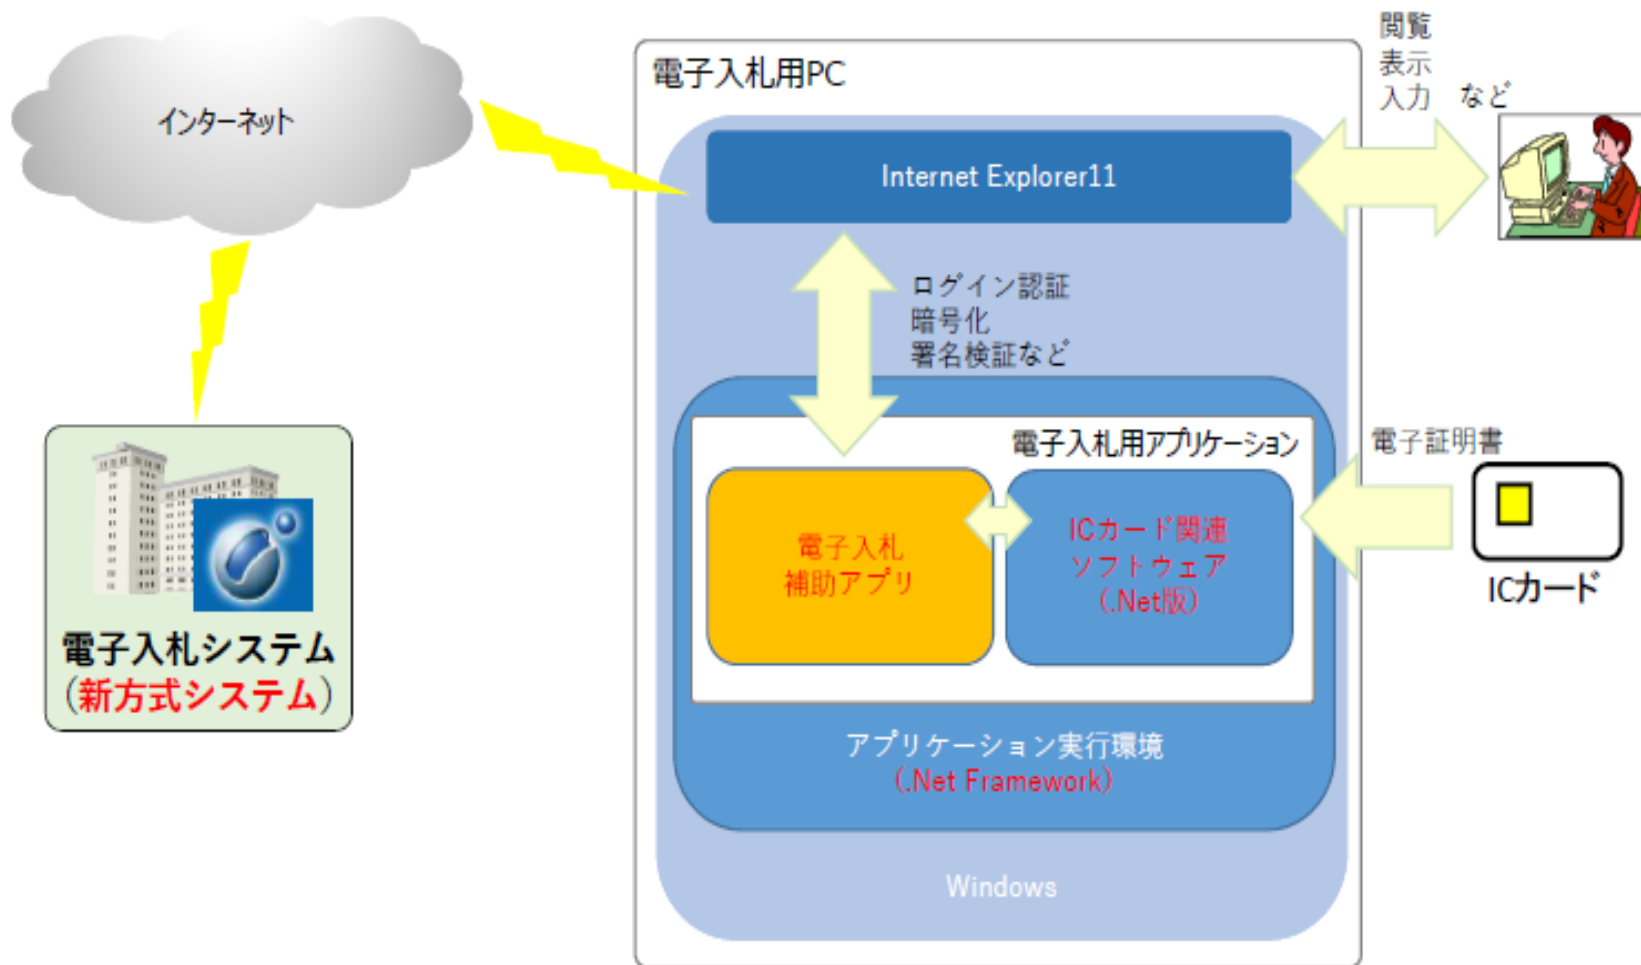 インターネット
電子入札用PC
閲覧
表示
入力 など
Internet Explorer11
ログイン認証
暗号化
署名検証など
電子入札用アプリケーション
電子証明書
電子入札
補助アプリ
ICカード関連
ソフトウェア
(.Net版)
ICカード
電子入札システム
(新方式システム)
アプリケーション実行環境
(.Net Framework)
Windows